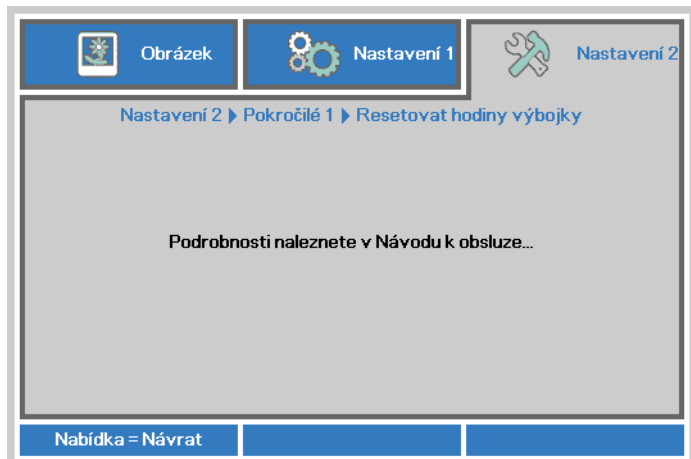 Obrázek
Nastavení 1
Nastavení 2
Nastavení 2 ▶ Pokročilé 1 ▶ Resetovat hodiny výbojky
Podrobnosti naleznete v Návodu k obsluze...
Nabídka = Návrat